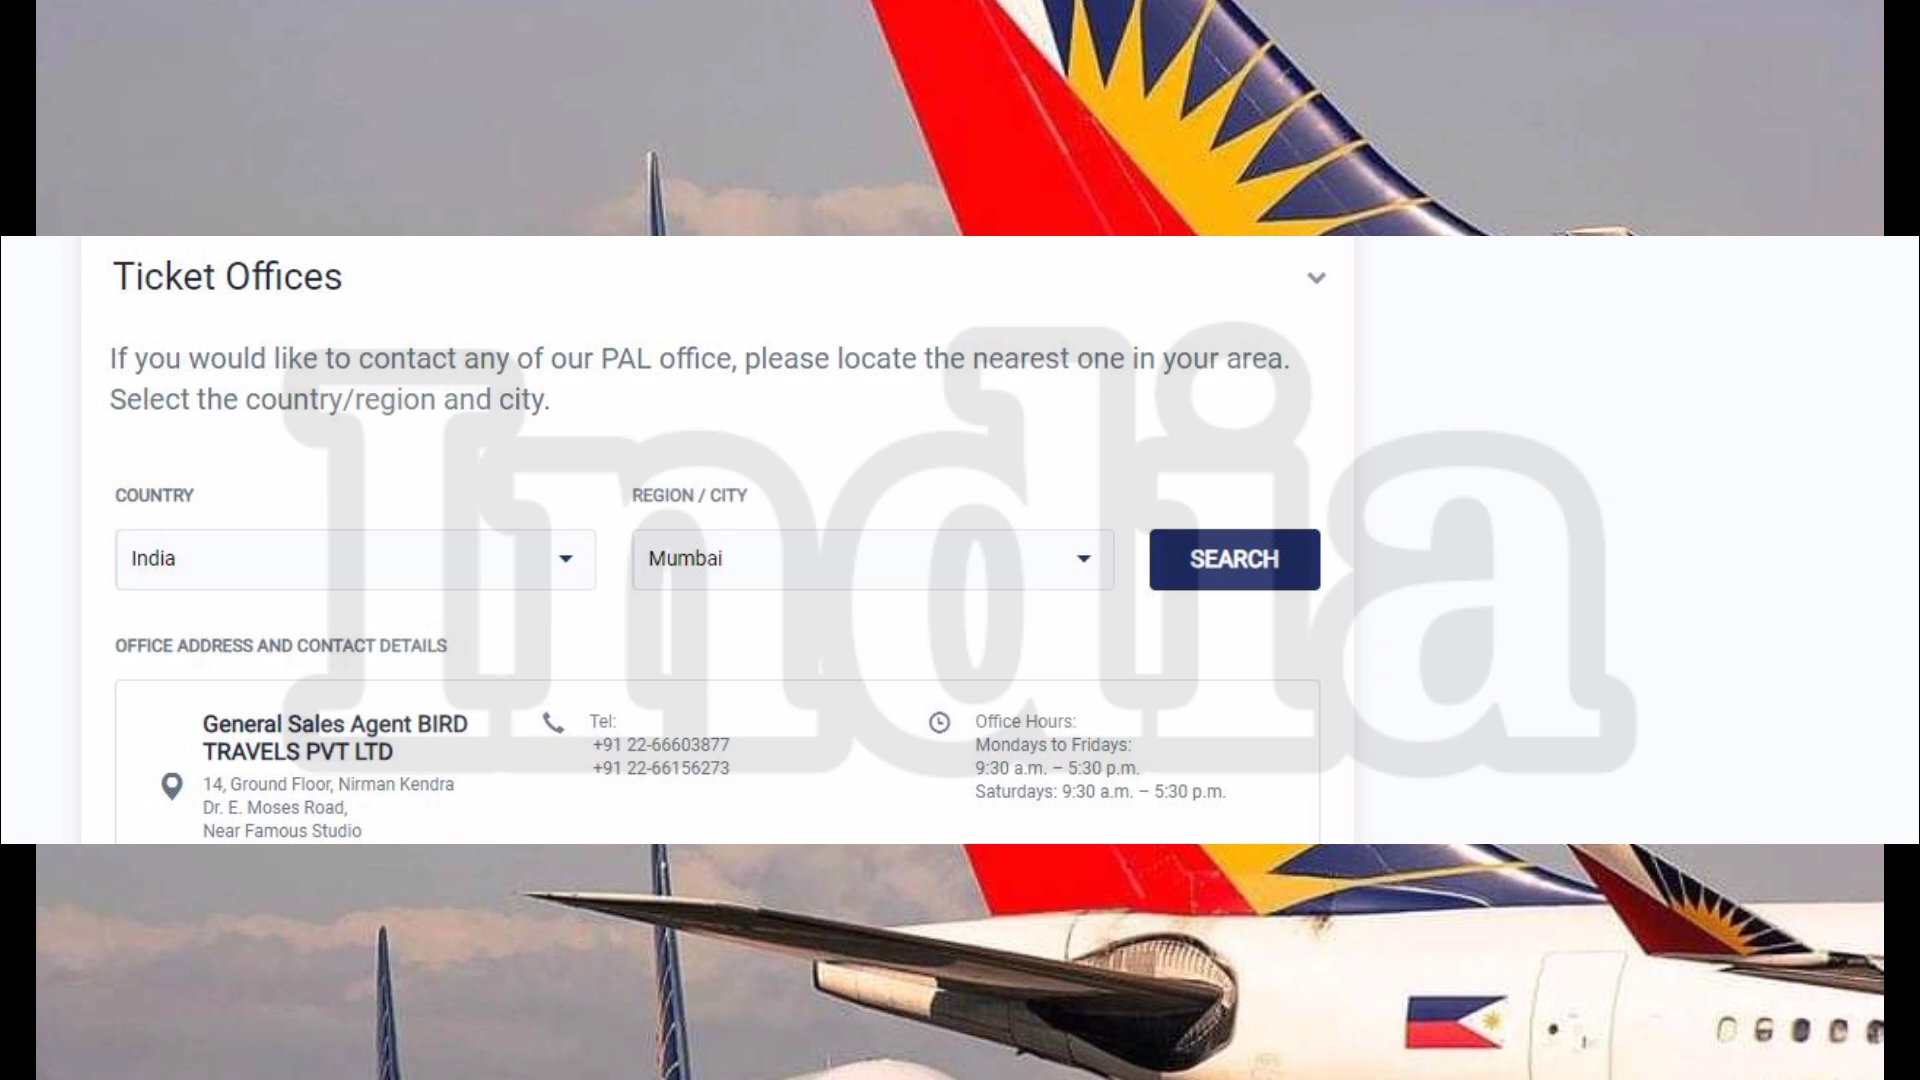 Ticket Offices
If you would like to contact any of our PAL office, please locate the nearest one in your area.
Select the country/region and city.
COUNTRY
REGION / CITY
India
Mumbai
SEARCH
OFFICE ADDRESS AND CONTACT DETAILS
General Sales Agent BIRD
TRAVELS PVT LTD
14, Ground Floor, Nirman Kendra
Dr. E. Moses Road,
Near Famous Studio
Tel:
+91 22-66603877
+91 22-66156273
Office Hours:
Mondays to Fridays:
9:30 a.m. – 5:30 p.m.
Saturdays: 9:30 a.m. – 5:30 p.m.
India